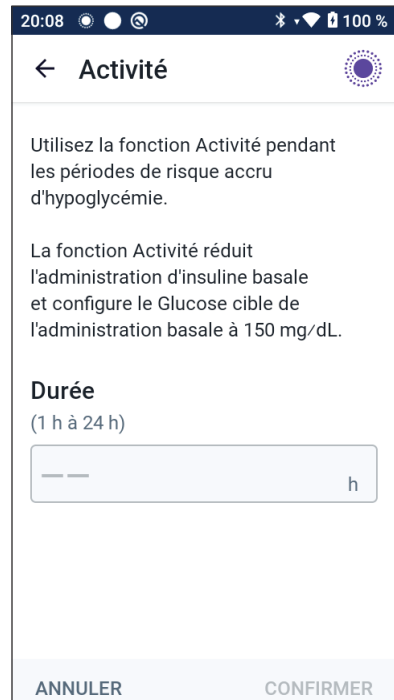 20:08 100 %
Activité
Utilisez la fonction Activité pendant
les périodes de risque accru
d'hypoglycémie.
La fonction Activité réduit
l'administration d'insuline basale
et configure le Glucose cible de
l'administration basale à 150 mg/dL.
Durée
(1 h à 24 h)
— — h
ANNULER CONFIRMER